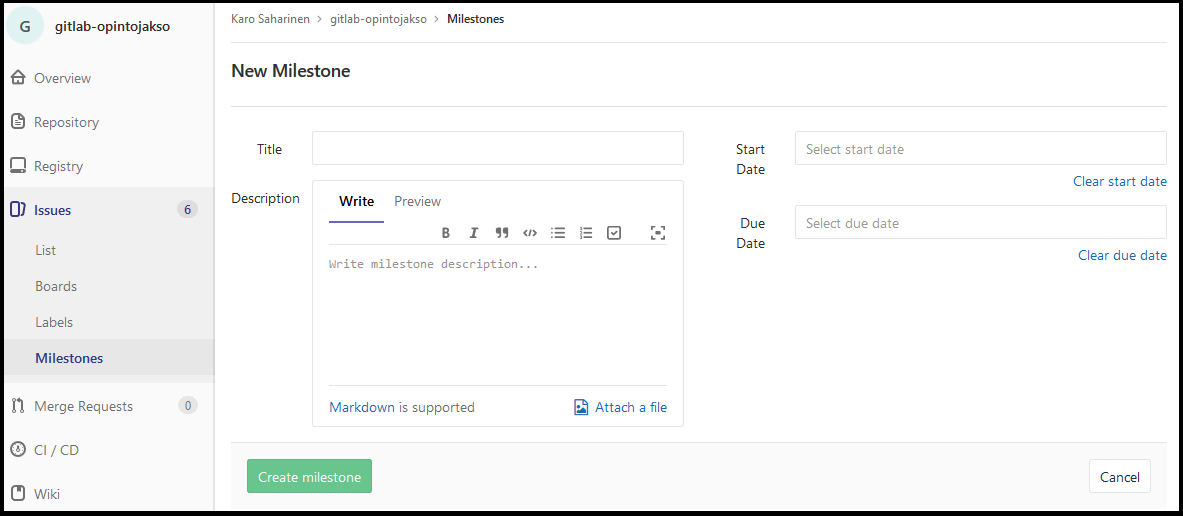 G gitlab-opintojakso
Overview
Repository
Registry
Issues 6
List
Boards
Labels
Milestones
Merge Requests 0
CI / CD
Wiki
Karo Saharinen > gitlab-opintojakso > Milestones
New Milestone
Title
Description
Write Preview
B I
Write milestone description...
Markdown is supported Attach a file
Start
Date
Select start date
Clear start date
Due
Date
Select due date
Clear due date
Create milestone Cancel